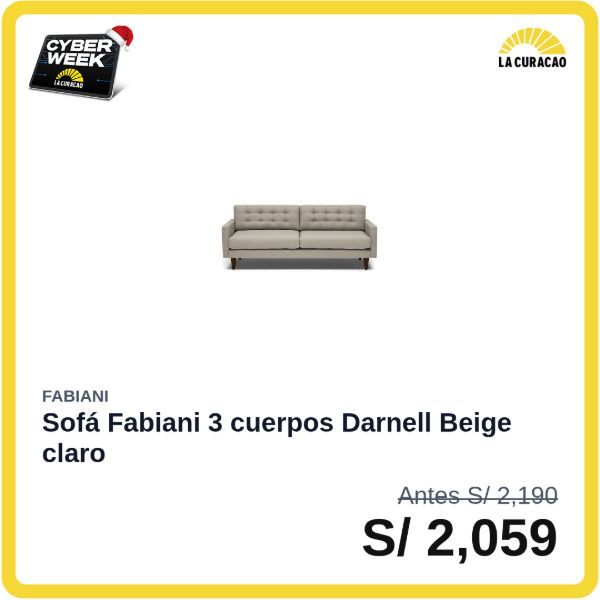 CYBER
WEEK
LA CURACAO
LA CURACAO
FABIANI
Sofá Fabiani 3 cuerpos Darnell Beige
claro
Antes S/ 2,190
S/ 2,059